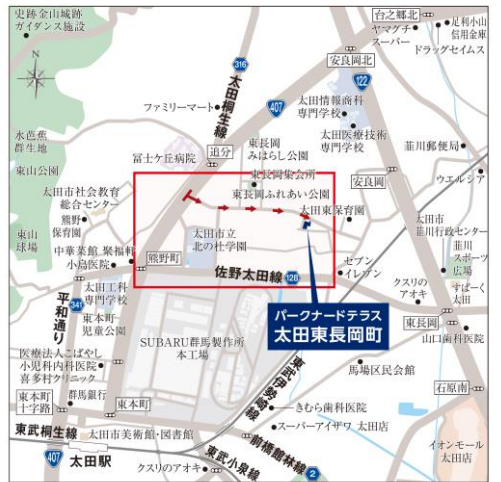 史跡金山城跡
ガイダンス施設
台之郷北
ヤマグチ
スーパー
足利小山
信用金庫
ドラッグセイムス
安良岡北
122
316
太田桐生線
407
太田情報商科
専門学校
ファミリーマート
水芭蕉
群生地
東山公園
追分
東長岡
みはらし公園
太田医療技術
専門学校
韮川郵便局
冨士ケ丘病院
東長岡集会所
安良岡
ウエルシア
太田市社会教育
総合センター
東長岡ふれあい公園
熊野
保育園
太田東保育園
東山
球場
太田市立
北の杜学園
太田市
韮川行政センター
中華菜館 聚福軒
小島医院
熊野町
セブン
イレブン
韮川
スポーツ
広場
佐野太田線
128
クスリの
アオキ
すばーく
太田
太田工科
専門学校
341
平和通り
東本町
児童公園
パークナードテラス
太田東長岡町
東長岡
SUBARU群馬製作所
本工場
山口歯科医院
医療法人こばやし
小児科内科医院
喜多村クリニック
馬場区民会館
東武伊勢崎線
石原南
群馬銀行
東本町
十字路
東本町
きむら歯科医院
東武桐生線
太田市美術館・図書館
前橋館林線
スーパーアイザワ 太田店
イオンモール
太田店
407
太田駅
クスリのアオキ
東武小泉線
2